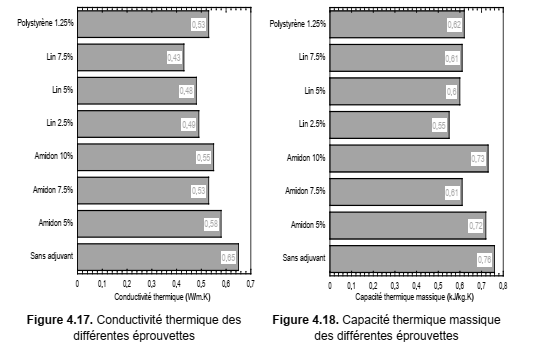 Polystyrène 1.25%
0,53
Lin 7.5%
0,43
Lin 5%
0,48
Lin 2.5%
0,49
Amidon 10%
0,55
Amidon 7.5%
0,53
Amidon 5%
0,58
Sans adjuvant
0,65
0 0,1 0,2 0,3 0,4 0,5 0,6 0,7
Conductivité thermique (W/m.K)
Figure 4.17. Conductivité thermique des
différentes éprouvettes
Polystyrène 1.25%
0,62
Lin 7.5%
0,61
Lin 5%
0,6
Lin 2.5%
0,55
Amidon 10%
0,73
Amidon 7.5%
0,61
Amidon 5%
0,72
Sans adjuvant
0,76
0 0,1 0,2 0,3 0,4 0,5 0,6 0,7 0,8
Capacité thermique massique (kJ/kg.K)
Figure 4.18. Capacité thermique massique
des différentes éprouvettes